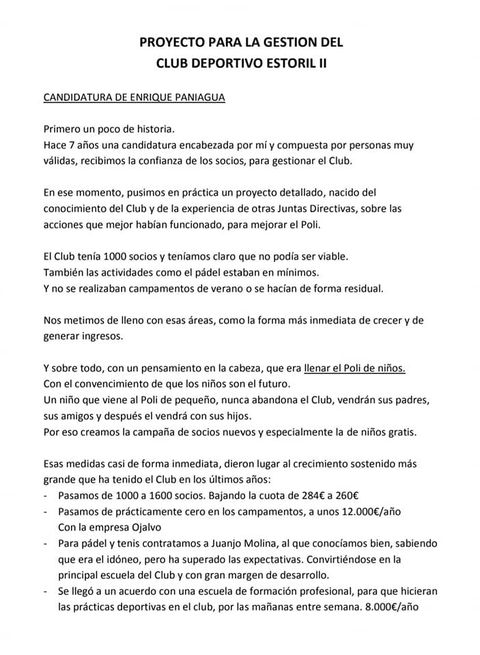 PROYECTO PARA LA GESTION DEL
CLUB DEPORTIVO ESTORIL II
CANDIDATURA DE ENRIQUE PANIAGUA
Primero un poco de historia.
Hace 7 años una candidatura encabezada por mí y compuesta por personas muy
válidas, recibimos la confianza de los socios, para gestionar el Club.
En ese momento, pusimos en práctica un proyecto detallado, nacido del
conocimiento del Club y de la experiencia de otras Juntas Directivas, sobre las
acciones que mejor habían funcionado, para mejorar el Poli.
El Club tenía 1000 socios y teníamos claro que no podía ser viable.
También las actividades como el pádel estaban en mínimos.
Y no se realizaban campamentos de verano o se hacían de forma residual.
Nos metimos de lleno con esas áreas, como la forma más inmediata de crecer y de
generar ingresos.
Y sobre todo, con un pensamiento en la cabeza, que era llenar el Poli de niños.
Con el convencimiento de que los niños son el futuro.
Un niño que viene al Poli de pequeño, nunca abandona el Club, vendrán sus padres,
sus amigos y después el vendrá con sus hijos.
Por eso creamos la campaña de socios nuevos y especialmente la de niños gratis.
Esas medidas casi de forma inmediata, dieron lugar al crecimiento sostenido más
grande que ha tenido el Club en los últimos años:
- Pasamos de 1000 a 1600 socios. Bajando la cuota de 284€ a 260€
- Pasamos de prácticamente cero en los campamentos, a unos 12.000€/año
Con la empresa Ojalvo
- Para pádel y tenis contratamos a Juanjo Molina, al que conocíamos bien, sabiendo
que era el idóneo, pero ha superado las expectativas. Convirtiéndose en la
principal escuela del Club y con gran margen de desarrollo.
- Se llegó a un acuerdo con una escuela de formación profesional, para que hicieran
las prácticas deportivas en el club, por las mañanas entre semana. 8.000€/año